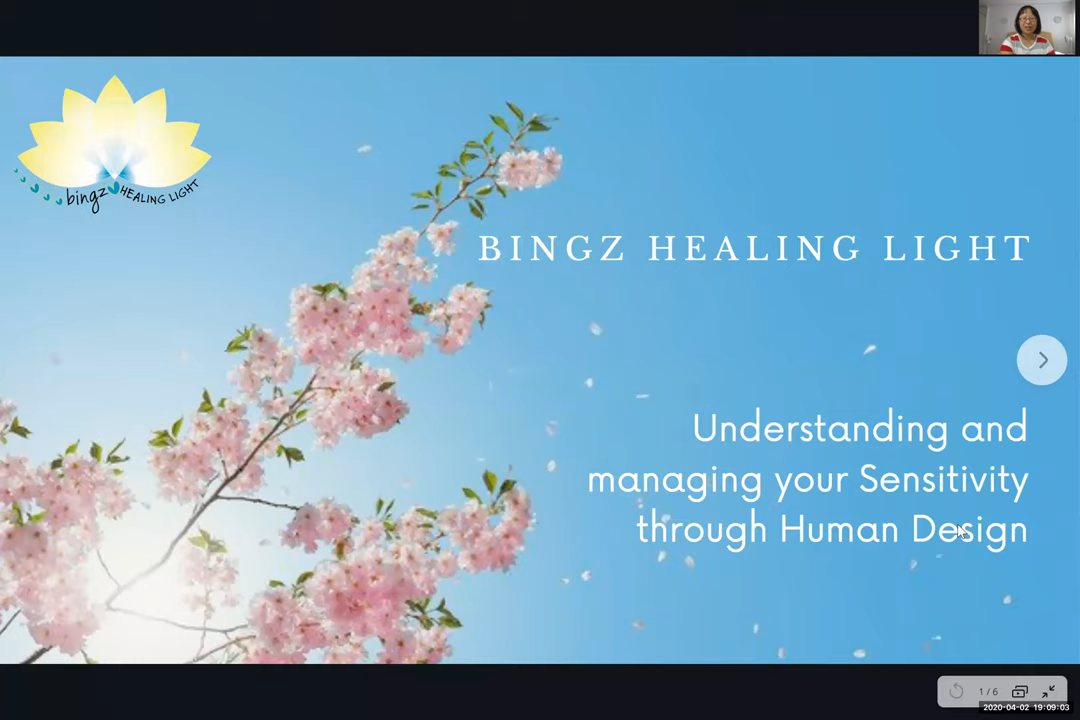 bingz HEALING LIGHT
BINGZ HEALING LIGHT
Understanding and
managing your Sensitivity
through Human Design
1/6
2020-04-02 19:09:03